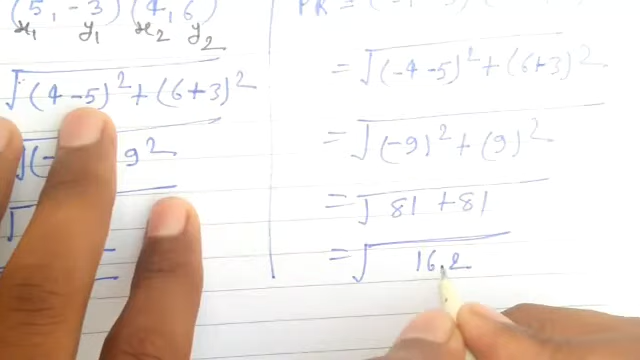 (5, -3) (4, 6)
x₁ y₁ x₂ y₂
√(4-5)² + (6+3)²
9²
PR =
= √(-4-5)² + (6+3)²
= √(-9)² + (9)²
= √81 + 81
= √162